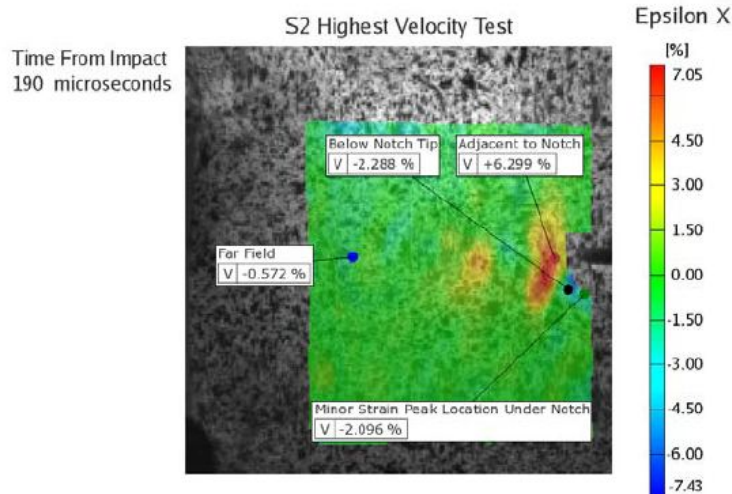 S2 Highest Velocity Test
Time From Impact
190 microseconds
Epsilon X
[%]
7.05
4.50
3.00
1.50
0.00
-1.50
-3.00
-4.50
-6.00
-7.43
Below Notch Tip
V -2.288 %
Adjacent to Notch
V +6.299 %
Far Field
V -0.572 %
Minor Strain Peak Location Under Notch
V -2.096 %